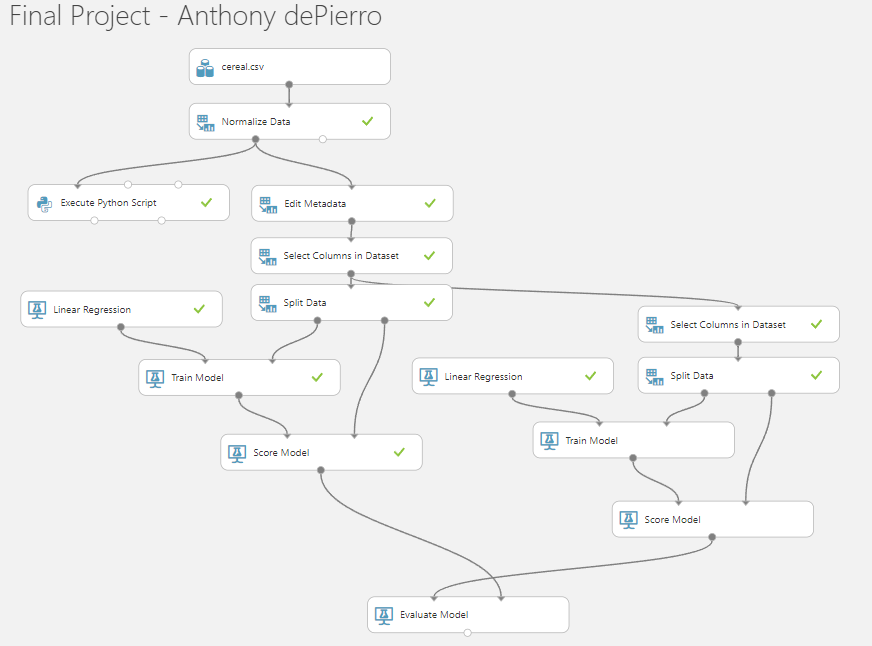 Final Project - Anthony dePierro
cereal.csv
Normalize Data
Execute Python Script
Edit Metadata
Select Columns in Dataset
Split Data
Linear Regression
Select Columns in Dataset
Train Model
Linear Regression
Split Data
Score Model
Train Model
Score Model
Evaluate Model